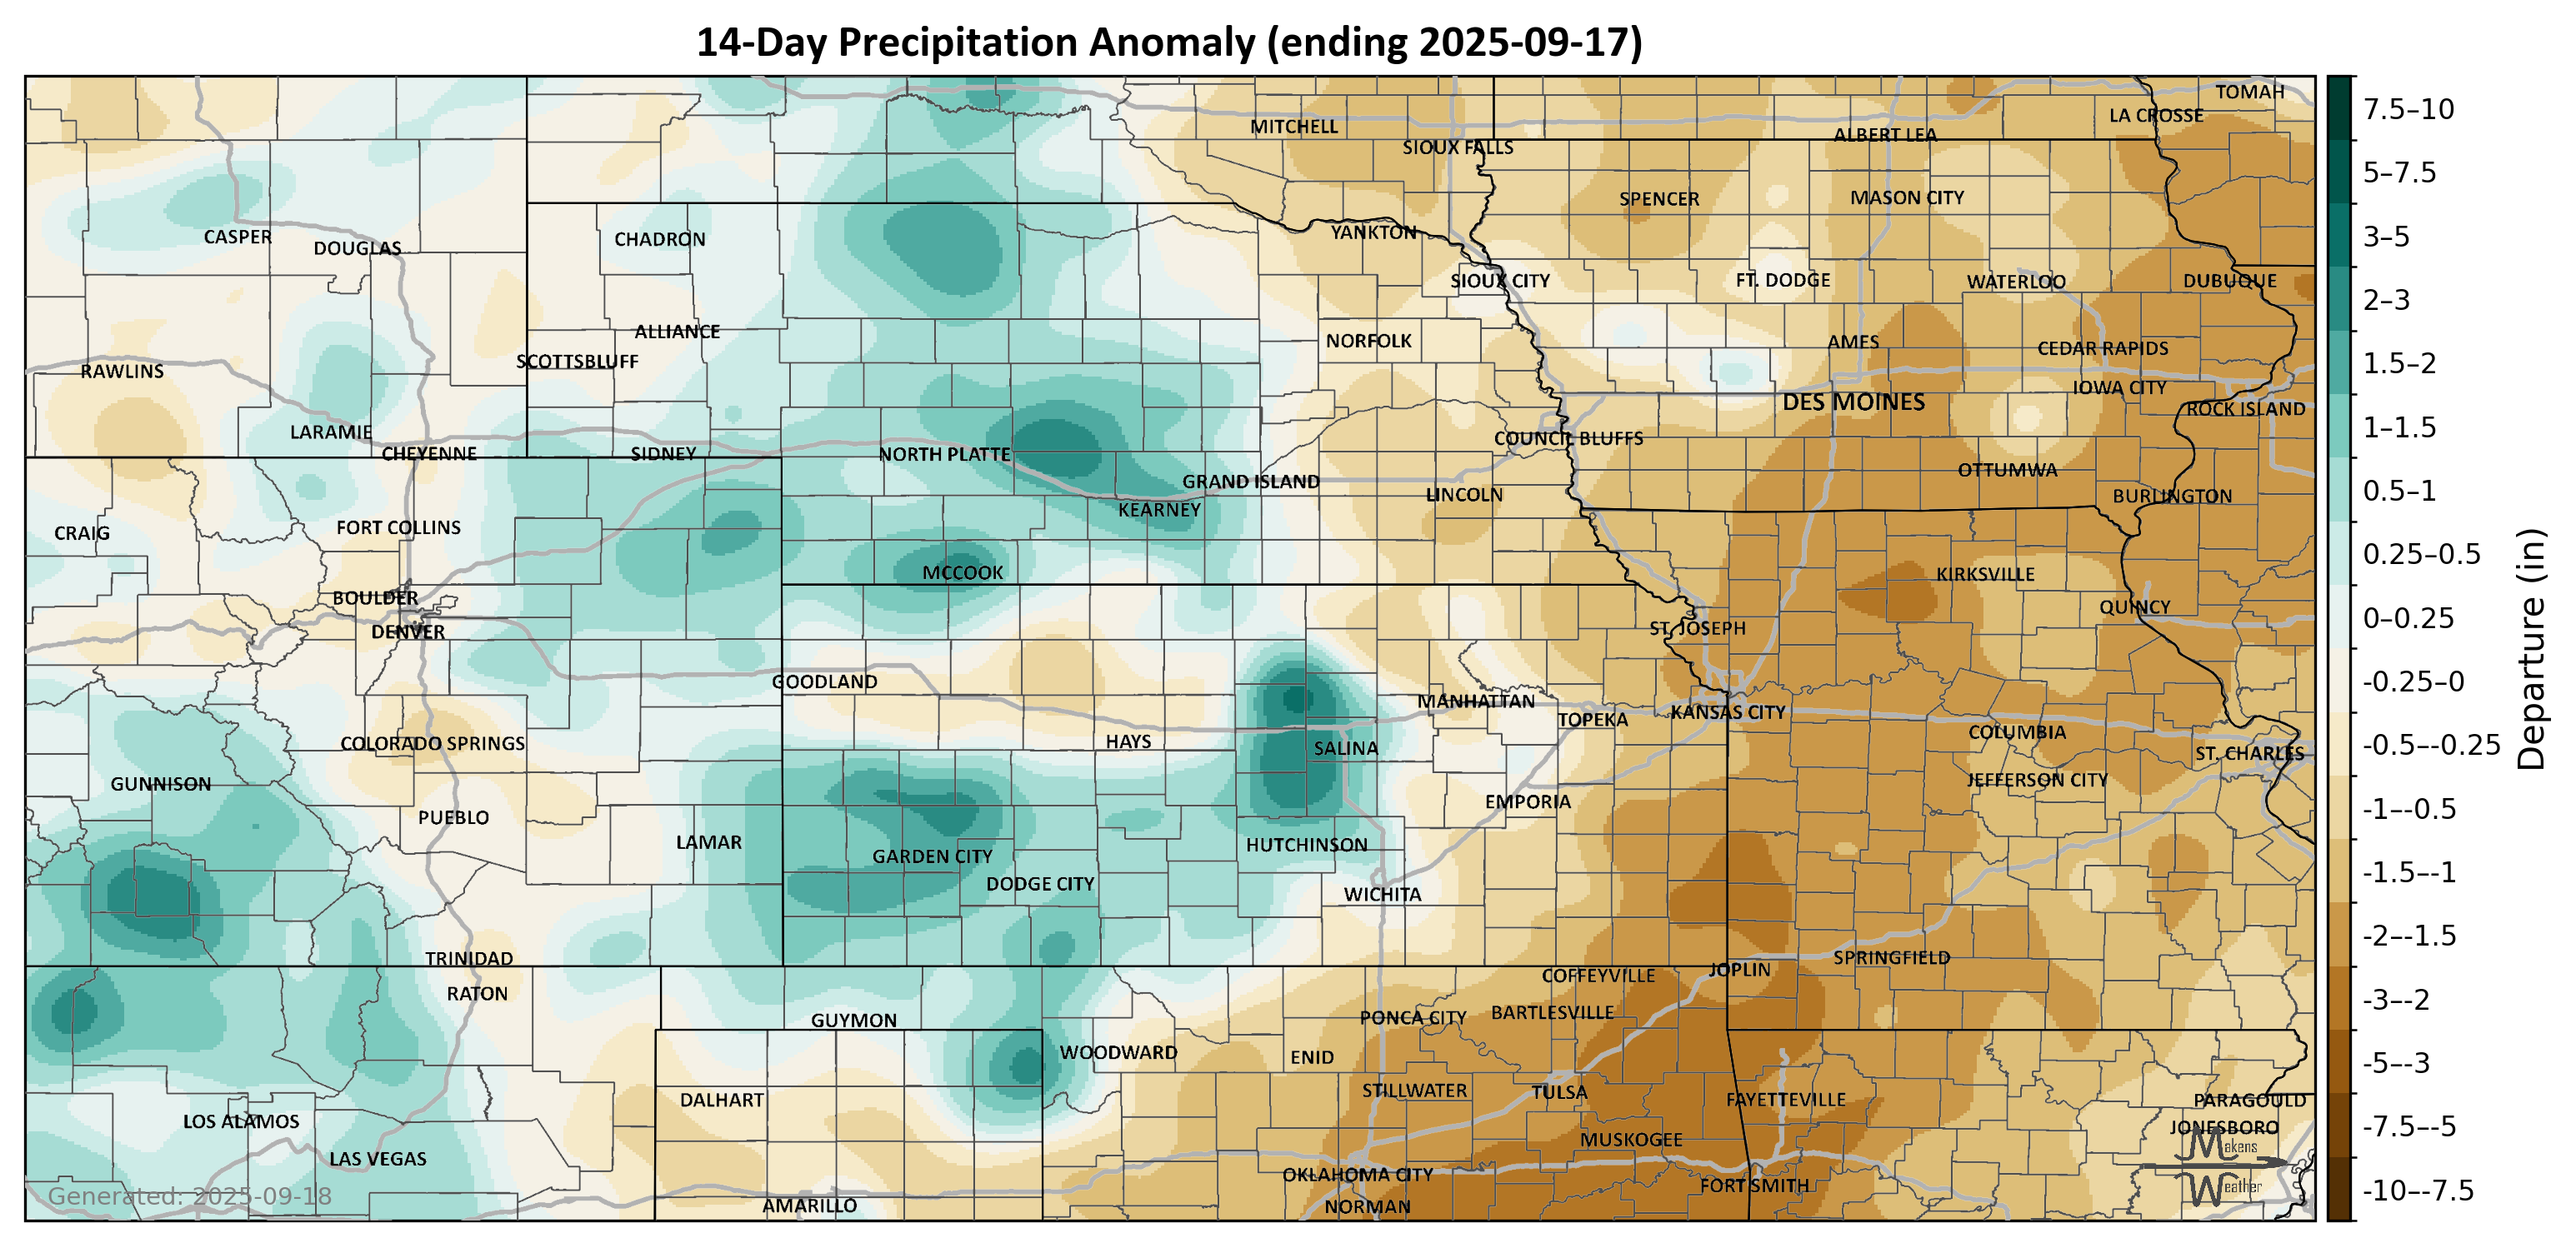 14-Day Precipitation Anomaly (ending 2025-09-17)
TOMAH
LA CROSSE
MITCHELL
ALBERT LEA
SIOUX FALLS
SPENCER
MASON CITY
YANKTON
CASPER
DOUGLAS
CHADRON
SIOUX CITY
FT. DODGE
WATERLOO
DUBUQUE
ALLIANCE
NORFOLK
AMES
CEDAR RAPIDS
SCOTTSBLUFF
RAWLINS
IOWA CITY
DES MOINES
ROCK ISLAND
LARAMIE
COUNCIL BLUFFS
CHEYENNE
SIDNEY
NORTH PLATTE
OTTUMWA
GRAND ISLAND
LINCOLN
BURLINGTON
KEARNEY
CRAIG
FORT COLLINS
MCCOOK
KIRKSVILLE
BOULDER
QUINCY
DENVER
ST. JOSEPH
GOODLAND
MANHATTAN
TOPEKA
KANSAS CITY
COLUMBIA
COLORADO SPRINGS
HAYS
SALINA
ST. CHARLES
GUNNISON
JEFFERSON CITY
EMPORIA
PUEBLO
LAMAR
HUTCHINSON
GARDEN CITY
DODGE CITY
WICHITA
TRINIDAD
SPRINGFIELD
JOPLIN
COFFEYVILLE
RATON
BARTLESVILLE
PONCA CITY
GUYMON
WOODWARD
ENID
STILLWATER
TULSA
DALHART
FAYETTEVILLE
PARAGOULD
LOS ALAMOS
JONESBORO
MUSKOGEE
LAS VEGAS
OKLAHOMA CITY
FORT SMITH
AMARILLO
NORMAN
Makens
Weather
Generated: 2025-09-18
7.5–10
5–7.5
3–5
2–3
1.5–2
1–1.5
0.5–1
0.25–0.5
0–0.25
-0.25–0
-0.5–-0.25
-1–-0.5
-1.5–-1
-2–-1.5
-3–-2
-5–-3
-7.5–-5
-10–-7.5
Departure (in)